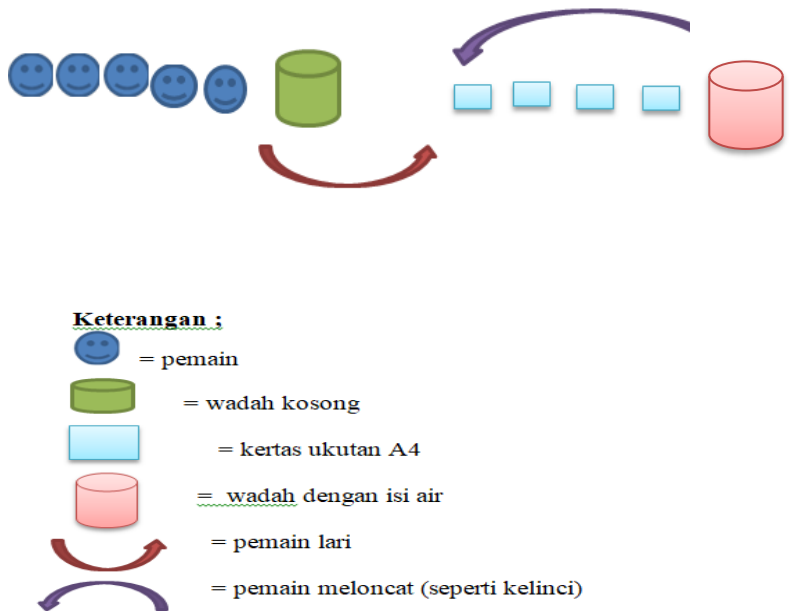 Keterangan ;
= pemain
= wadah kosong
= kertas ukutan A4
= wadah dengan isi air
= pemain lari
= pemain meloncat (seperti kelinci)